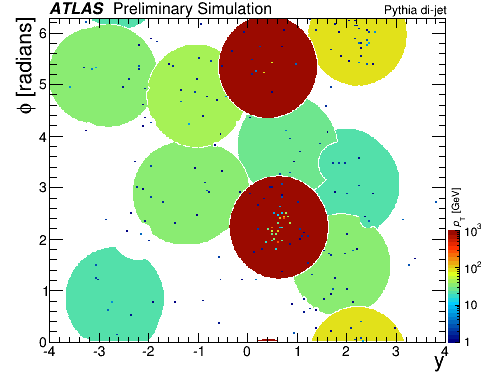 ATLAS Preliminary Simulation Pythia di-jet
ϕ [radians]
6
5
4
3
2
1
0
-4 -3 -2 -1 0 1 2 3 4
y
p_T [GeV]
10^3
10^2
10
1